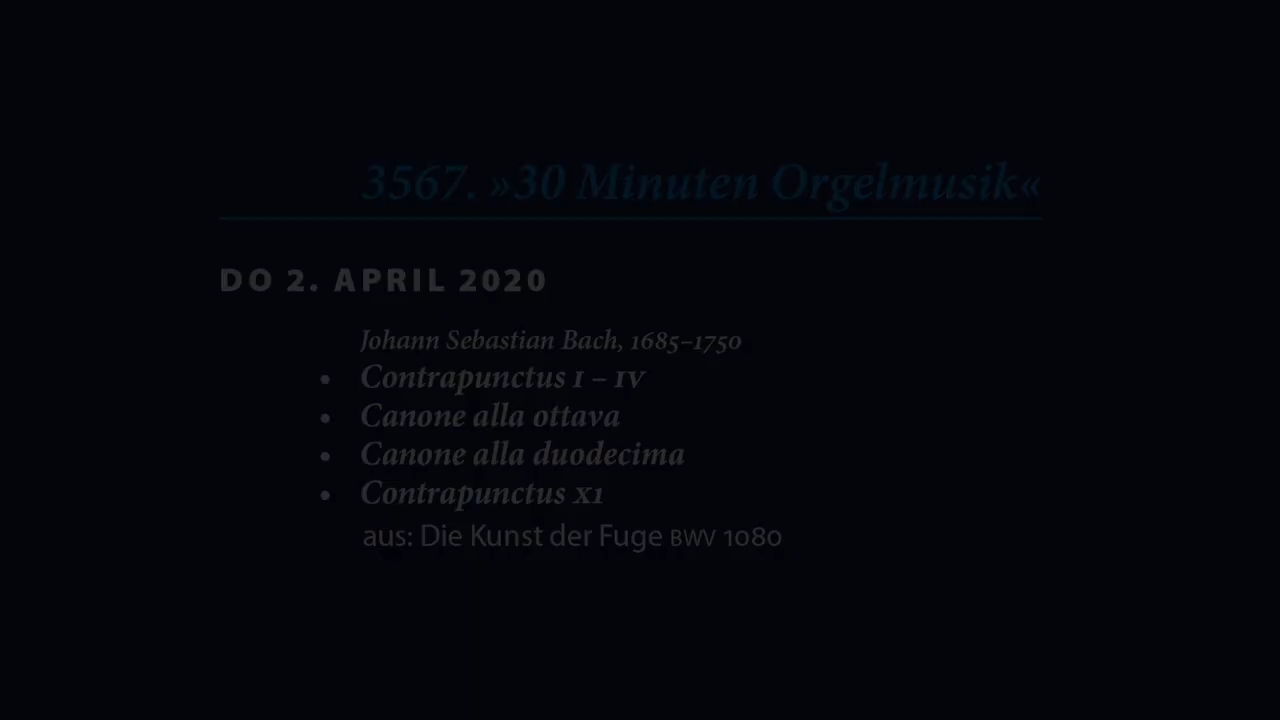 3567. »30 Minuten Orgelmusik«
DO 2. APRIL 2020
Johann Sebastian Bach, 1685–1750
• Contrapunctus I – IV
• Canone alla ottava
• Canone alla duodecima
• Contrapunctus XI
aus: Die Kunst der Fuge BWV 1080